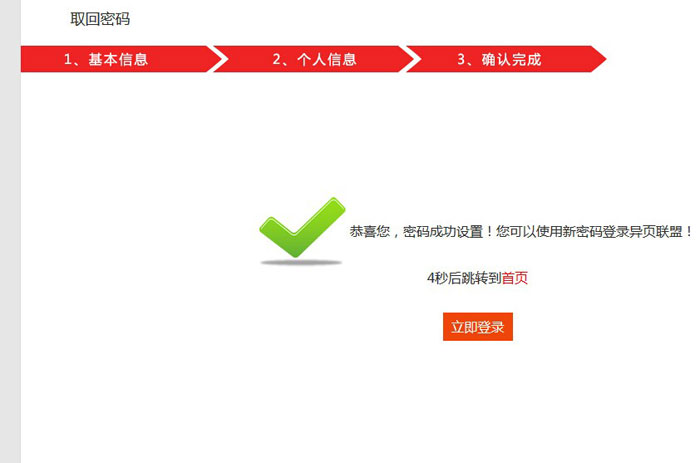 取回密码
1、基本信息 2、个人信息 3、确认完成
恭喜您，密码成功设置！您可以使用新密码登录异页联盟！
4秒后跳转到首页
立即登录